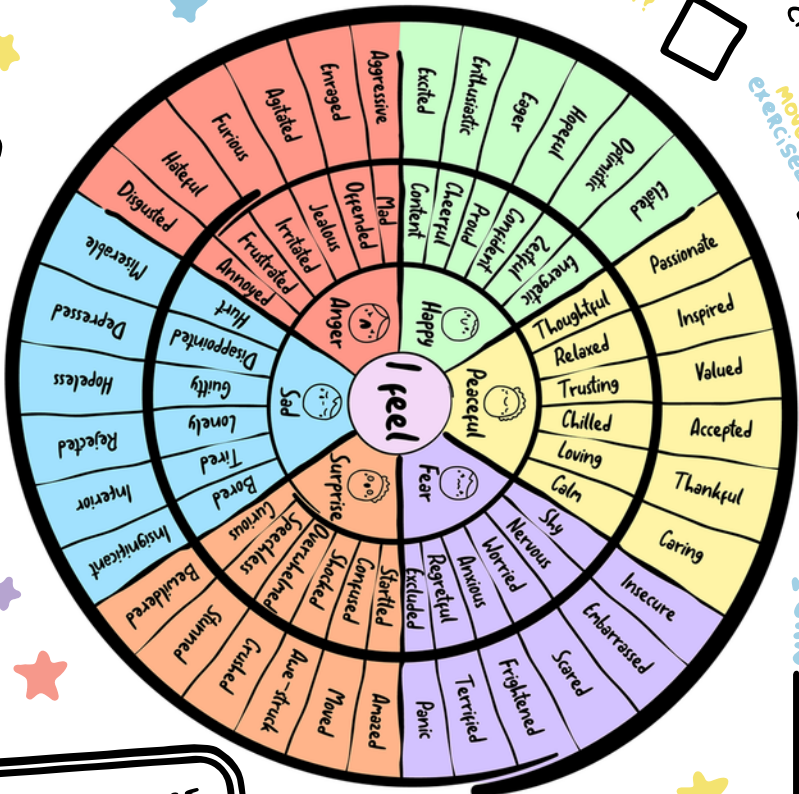 I feel
Happy
Content
Cheerful
Proud
Confident
Zestful
Energetic
Excited
Enthusiastic
Eager
Hopeful
Optimistic
Elated
Peaceful
Thoughtful
Relaxed
Trusting
Chilled
Loving
Calm
Passionate
Inspired
Valued
Accepted
Thankful
Caring
Fear
Shy
Nervous
Worried
Anxious
Regretful
Excluded
Insecure
Embarrassed
Scared
Frightened
Terrified
Panic
Surprise
Startled
Confused
Shocked
Overwhelmed
Speechless
Curious
Amazed
Moved
Awe-struck
Crushed
Stunned
Bewildered
Sad
Bored
Tired
Lonely
Guilty
Disappointed
Hurt
Insignificant
Inferior
Rejected
Hopeless
Depressed
Miserable
Anger
Annoyed
Frustrated
Irritated
Jealous
Offended
Mad
Disgusted
Hateful
Furious
Agitated
Enraged
Aggressive